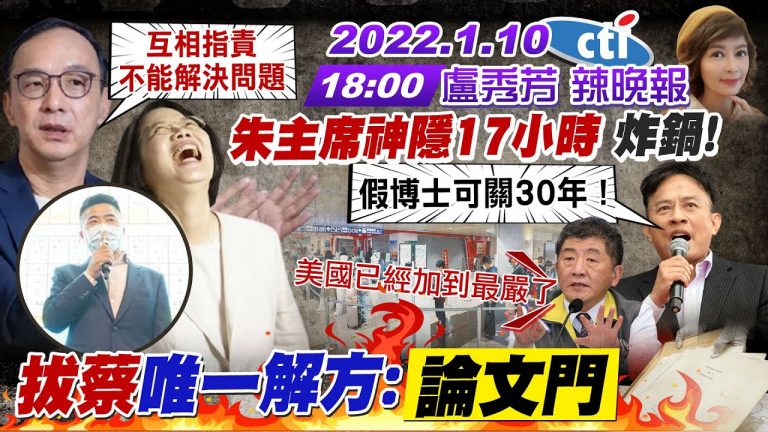 互相指責
不能解決問題
2022.1.10
cti
18:00 盧秀芳 辣晚報
朱主席神隱17小時 炸鍋!
假博士可關30年！
美國已經加到最嚴了
拔蔡唯一解方:論文門